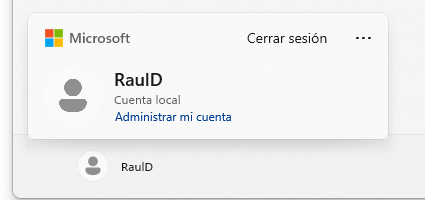 Microsoft
Cerrar sesión
RaulD
Cuenta local
Administrar mi cuenta
RaulD